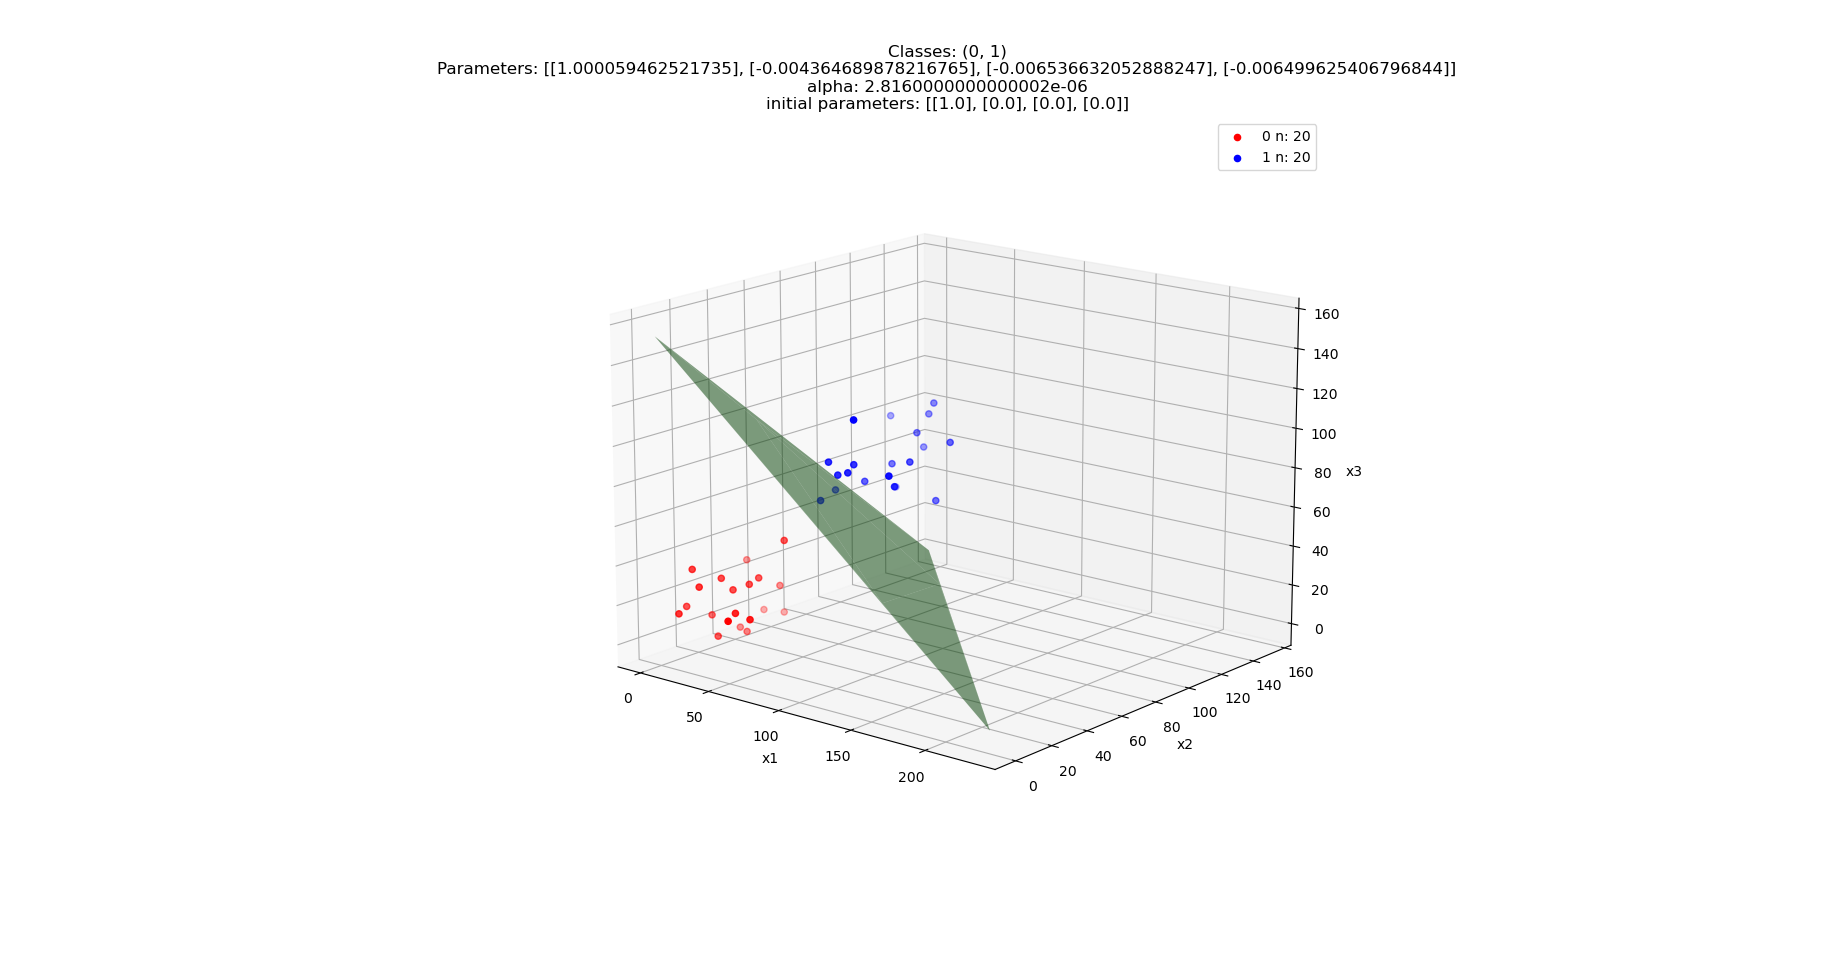 Classes: (0, 1)
Parameters: [[1.000059462521735], [-0.004364689878216765], [-0.006536632052888247], [-0.006499625406796844]]
alpha: 2.8160000000000002e-06
initial parameters: [[1.0], [0.0], [0.0], [0.0]]
0 n: 20
1 n: 20
160
140
120
100
80
60
40
20
0
x3
0
50
100
150
200
x1
0
20
40
60
80
100
120
140
160
x2